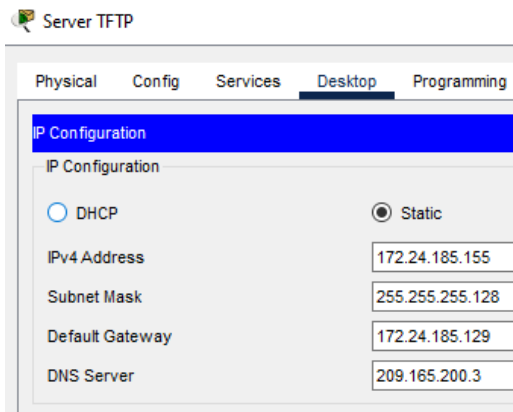 Server TFTP
Physical Config Services Desktop Programming
IP Configuration
IP Configuration
DHCP Static
IPv4 Address 172.24.185.155
Subnet Mask 255.255.255.128
Default Gateway 172.24.185.129
DNS Server 209.165.200.3